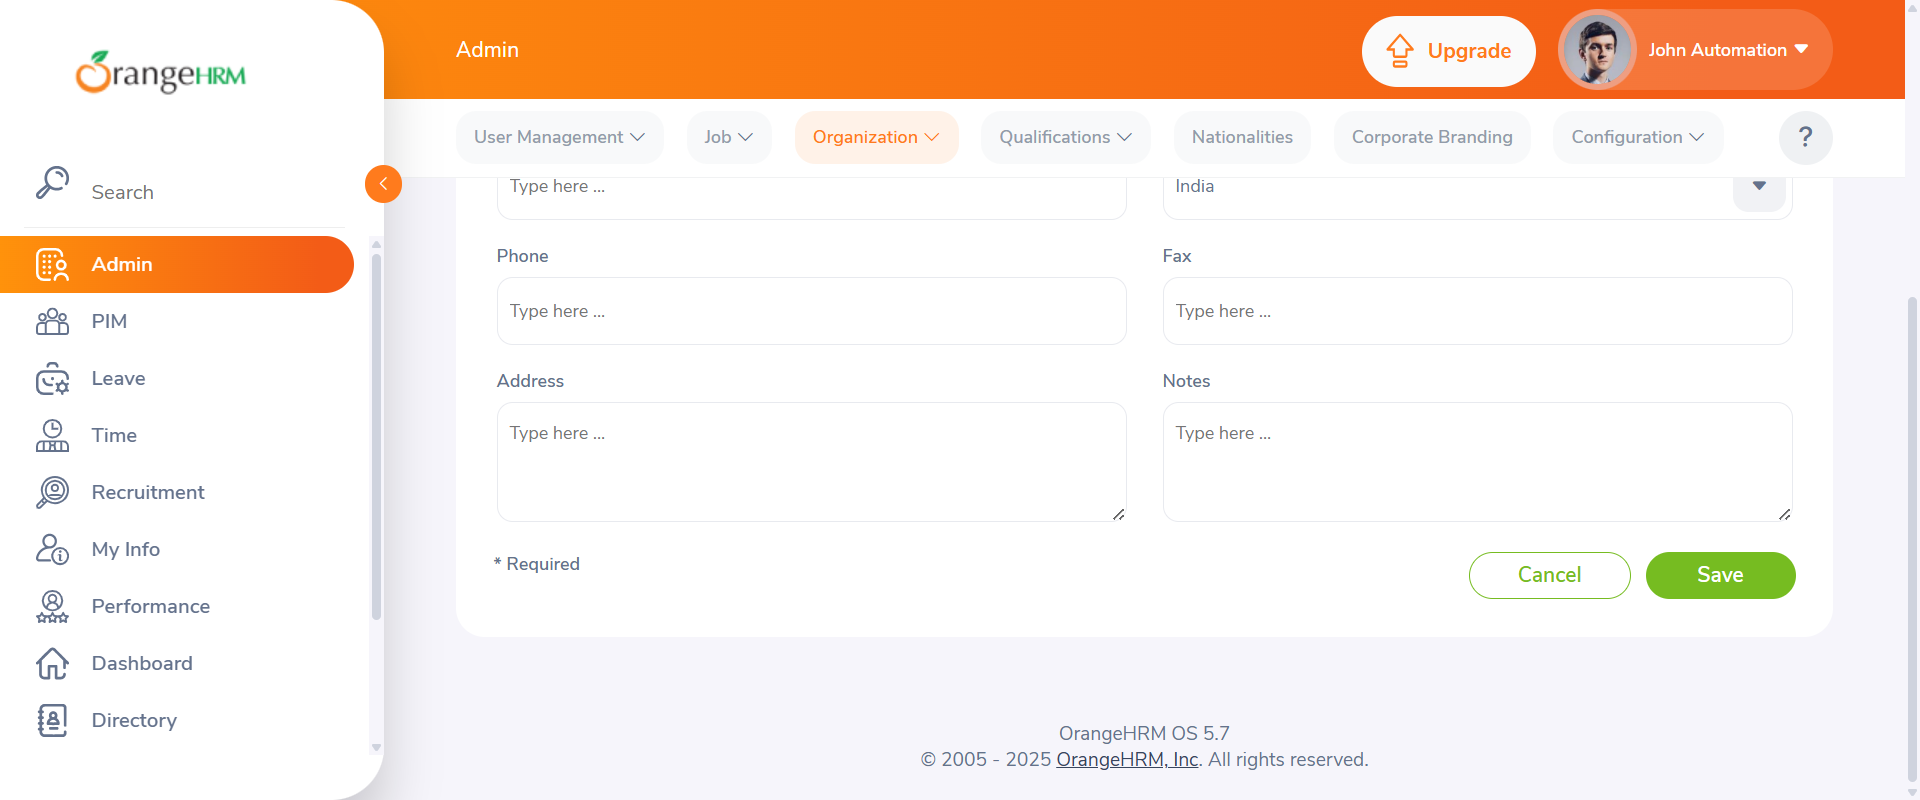 OrangeHRM
Admin
Upgrade
John Automation
User Management
Job
Organization
Qualifications
Nationalities
Corporate Branding
Configuration
?
Search
Admin
PIM
Leave
Time
Recruitment
My Info
Performance
Dashboard
Directory
Type here ...
India
Phone
Fax
Type here ...
Type here ...
Address
Notes
Type here ...
Type here ...
* Required
Cancel
Save
OrangeHRM OS 5.7
© 2005 - 2025 OrangeHRM, Inc. All rights reserved.